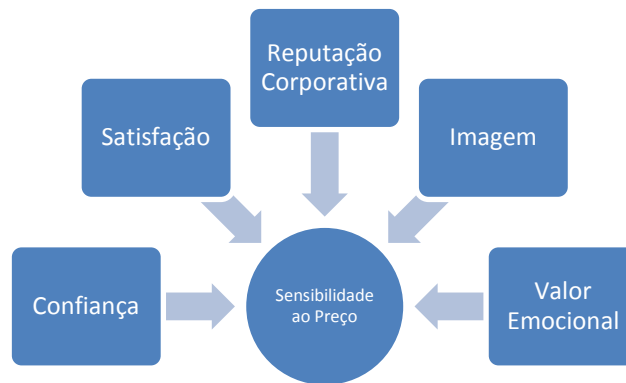 Reputação
Corporativa
Satisfação
Imagem
Confiança
Sensibilidade
ao Preço
Valor
Emocional